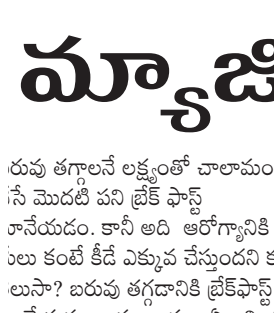 మ్యాజి
బరువు తగ్గాలనే లక్ష్యంతో చాలామం
చేసే మొదటి పని బ్రేక్ ఫాస్ట్
మానేయడం. కానీ అది ఆరోగ్యానికి
మేలు కంటే కీడే ఎక్కువ చేస్తుందని
తెలుసా? బరువు తగ్గడానికి బ్రేక్‌ఫాస్ట్